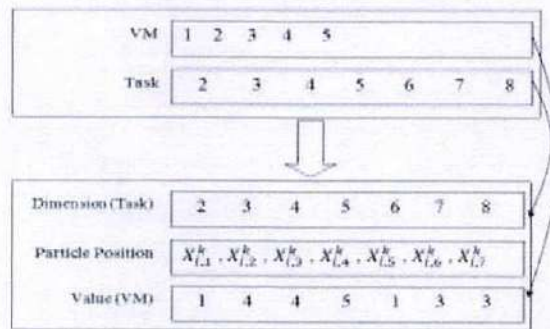 VM 1 2 3 4 5
Task 2 3 4 5 6 7 8
Dimension (Task) 2 3 4 5 6 7 8
Particle Position X^k_{i,1} , X^k_{i,2} , X^k_{i,3} , X^k_{i,4} , X^k_{i,5} , X^k_{i,6} , X^k_{i,7}
Value (VM) 1 4 4 5 1 3 3